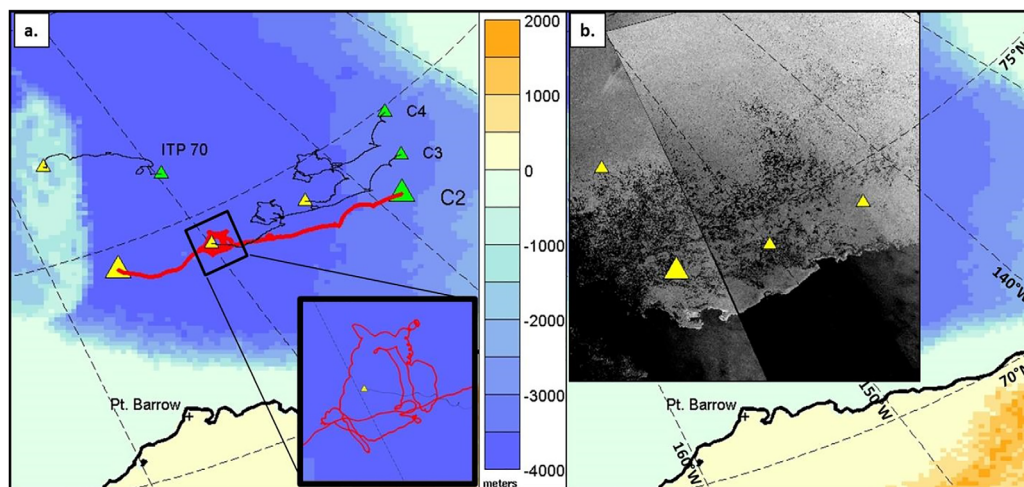 a.
C4
ITP 70
C3
C2
Pt. Barrow
2000
1000
0
-1000
-2000
-3000
-4000
meters
b.
75°N
140°W
70°N
150°W
Pt. Barrow
160°W